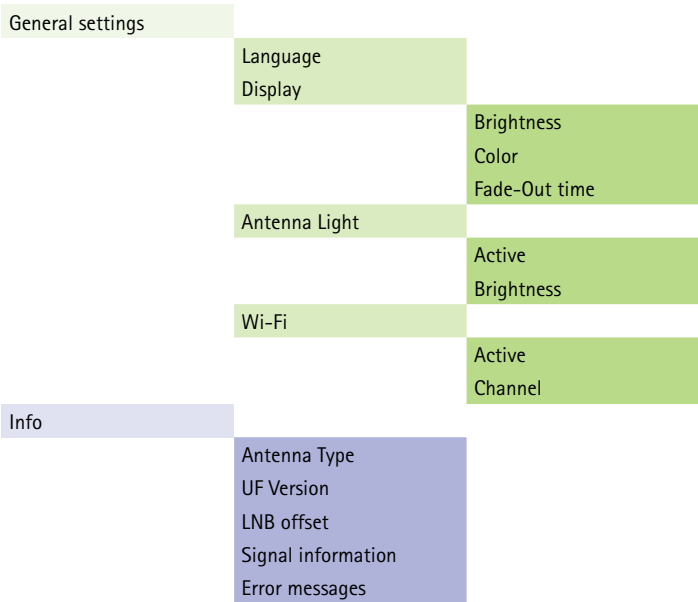 General settings
Language
Display
Brightness
Color
Fade-Out time
Antenna Light
Active
Brightness
Wi-Fi
Active
Channel
Info
Antenna Type
UF Version
LNB offset
Signal information
Error messages